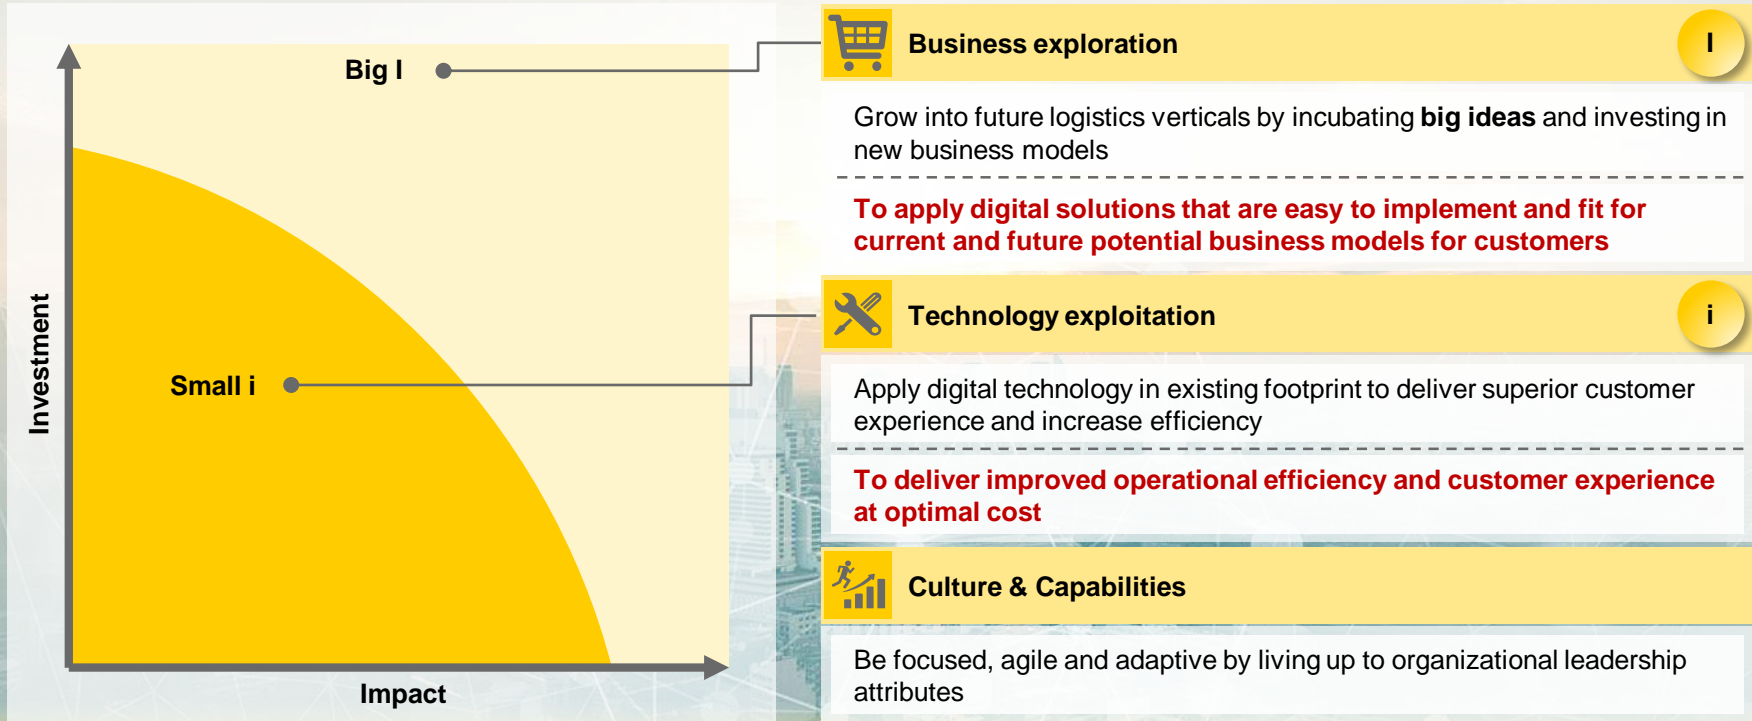 Big I
Small i
Investment
Impact
Business exploration
I
Grow into future logistics verticals by incubating big ideas and investing in
new business models
To apply digital solutions that are easy to implement and fit for
current and future potential business models for customers
Technology exploitation
i
Apply digital technology in existing footprint to deliver superior customer
experience and increase efficiency
To deliver improved operational efficiency and customer experience
at optimal cost
Culture & Capabilities
Be focused, agile and adaptive by living up to organizational leadership
attributes